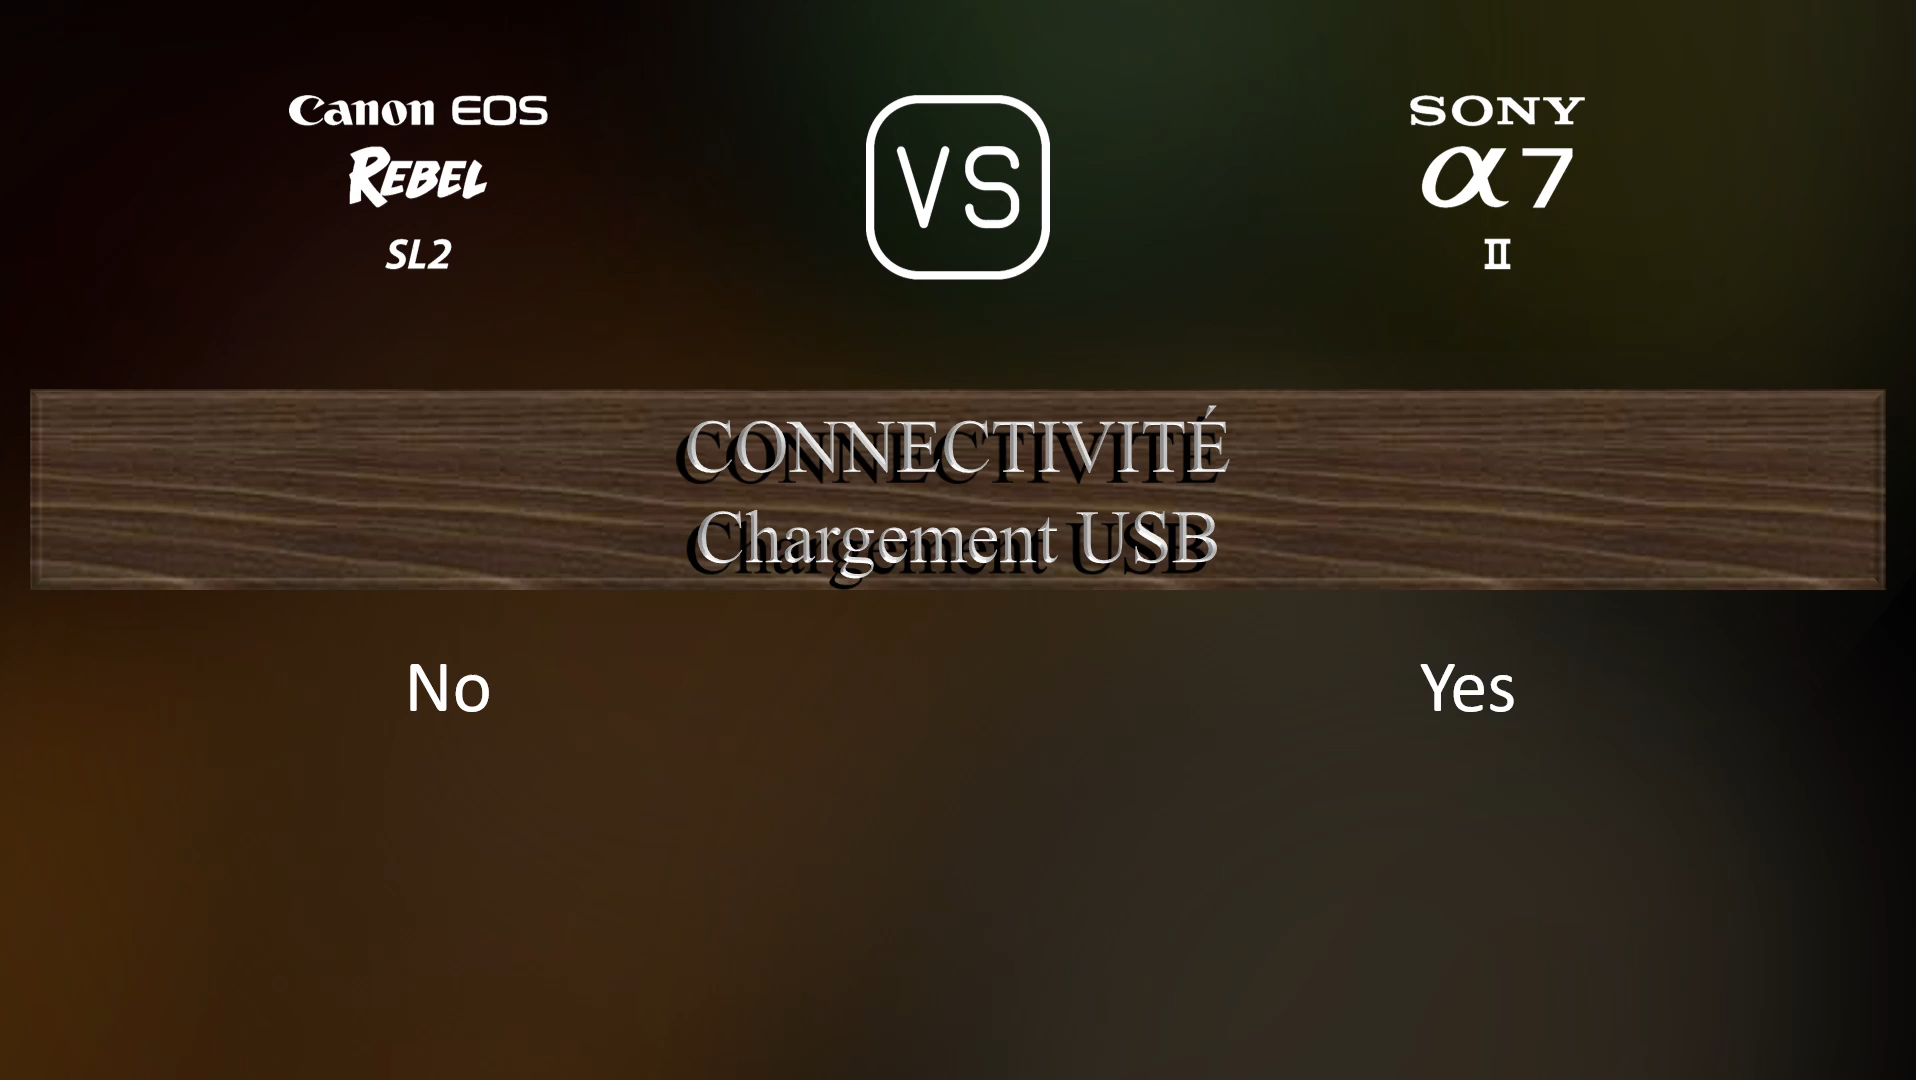 Canon EOS
REBEL
SL2
VS
SONY
α7
II
CONNECTIVITÉ
Chargement USB
No
Yes